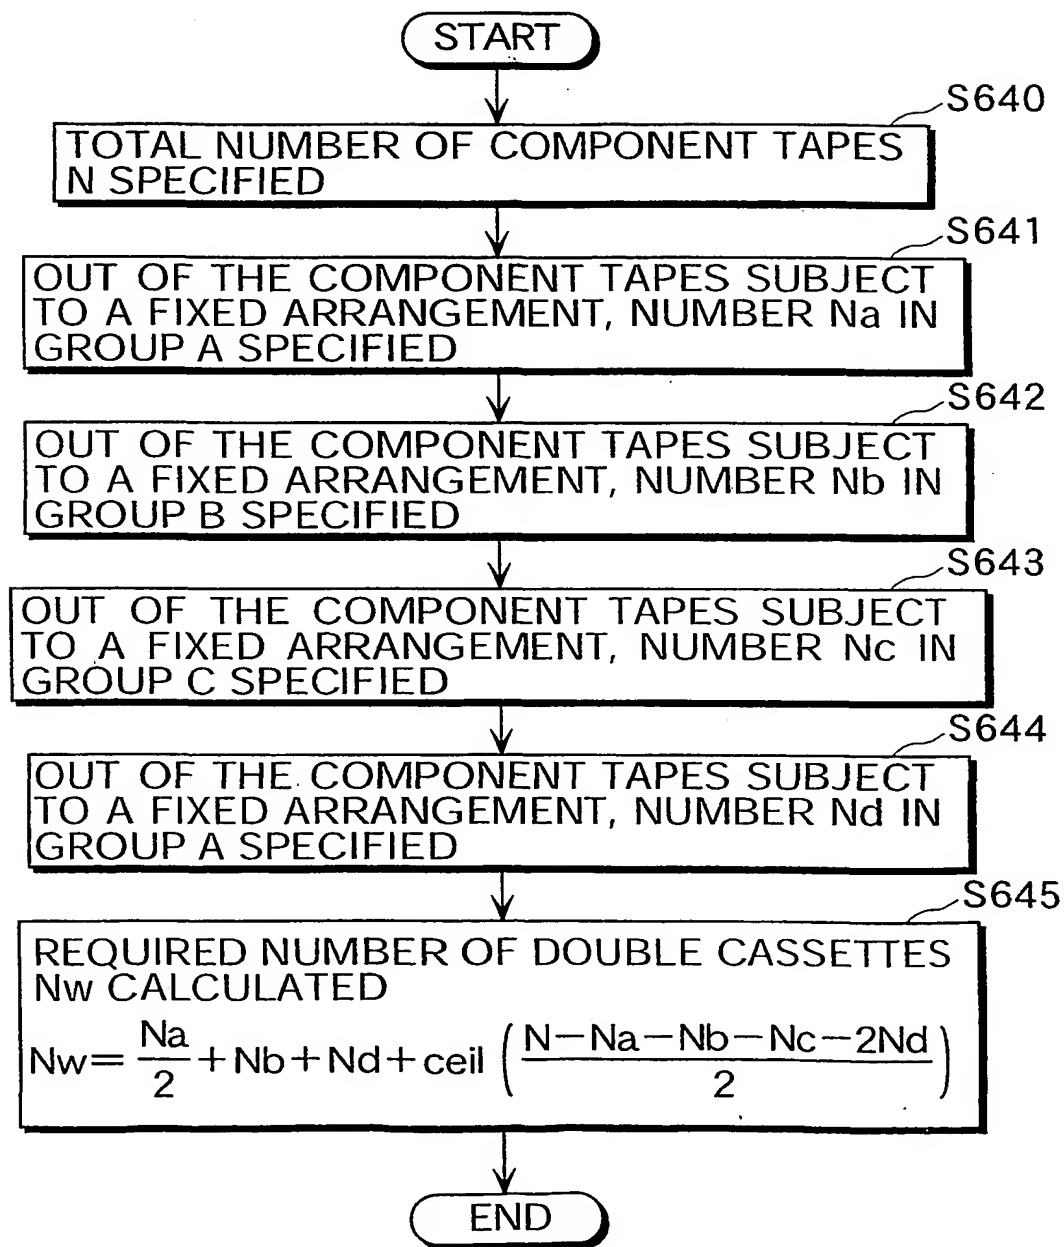 START
S640
TOTAL NUMBER OF COMPONENT TAPES
N SPECIFIED
S641
OUT OF THE COMPONENT TAPES SUBJECT
TO A FIXED ARRANGEMENT, NUMBER Na IN
GROUP A SPECIFIED
S642
OUT OF THE COMPONENT TAPES SUBJECT
TO A FIXED ARRANGEMENT, NUMBER Nb IN
GROUP B SPECIFIED
S643
OUT OF THE COMPONENT TAPES SUBJECT
TO A FIXED ARRANGEMENT, NUMBER Nc IN
GROUP C SPECIFIED
S644
OUT OF THE COMPONENT TAPES SUBJECT
TO A FIXED ARRANGEMENT, NUMBER Nd IN
GROUP A SPECIFIED
S645
REQUIRED NUMBER OF DOUBLE CASSETTES
Nw CALCULATED
Nw = Na/2 + Nb + Nd + ceil ( (N−Na−Nb−Nc−2Nd)/2 )
END